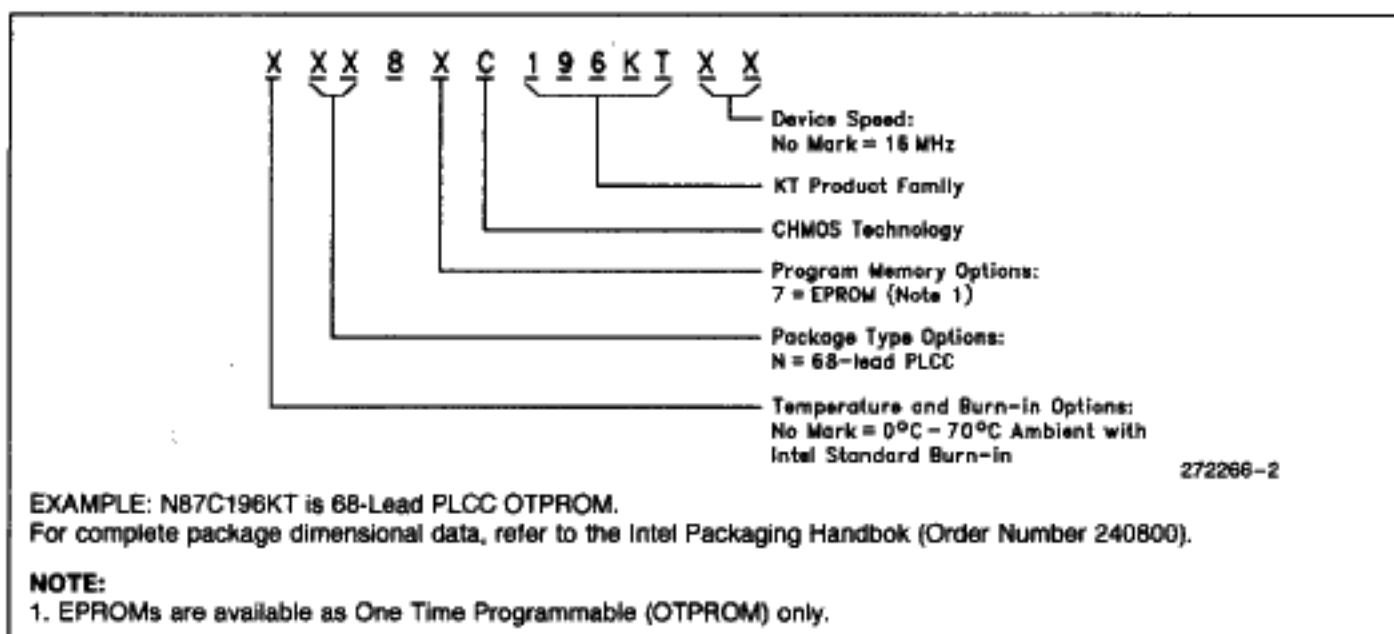 X XX 8 X C 196KT X X
Device Speed:
No Mark = 16 MHz
KT Product Family
CHMOS Technology
Program Memory Options:
7 = EPROM (Note 1)
Package Type Options:
N = 68-lead PLCC
Temperature and Burn-in Options:
No Mark = 0°C - 70°C Ambient with
Intel Standard Burn-in
272266-2
EXAMPLE: N87C196KT is 68-Lead PLCC OTPROM.
For complete package dimensional data, refer to the Intel Packaging Handbok (Order Number 240800).
NOTE:
1. EPROMs are available as One Time Programmable (OTPROM) only.